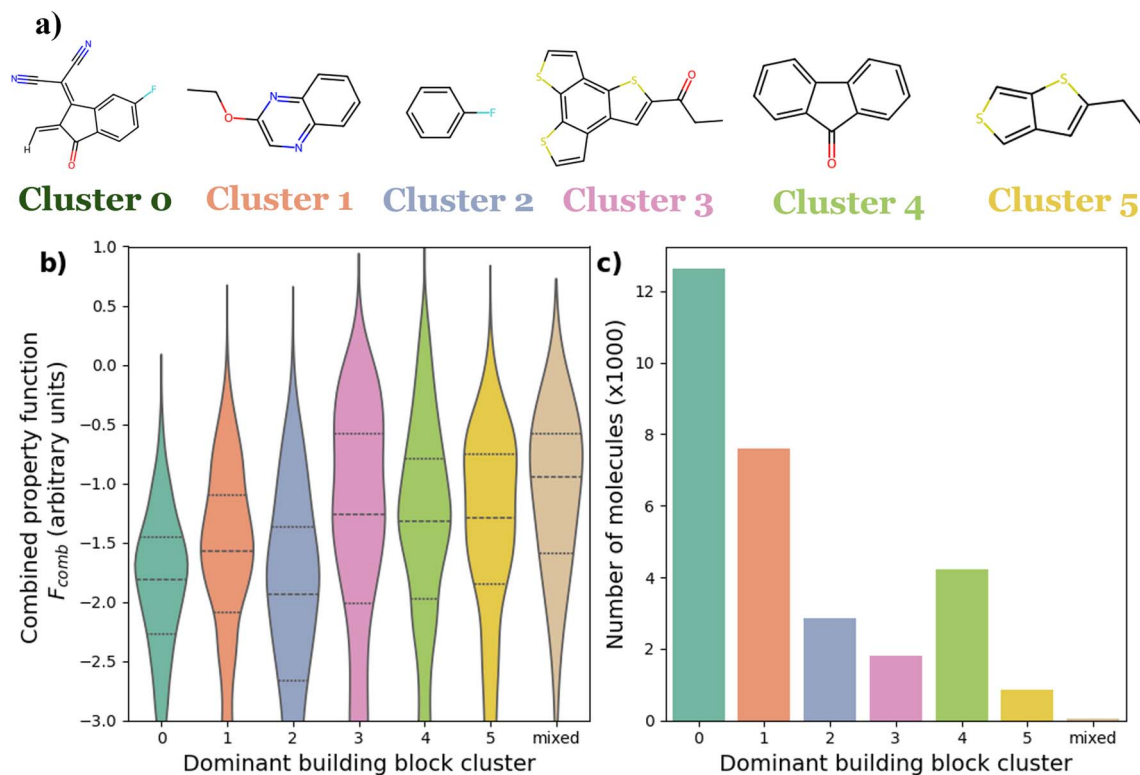 a)
N
N
F
H
O
N
O
N
F
S
S
S
O
O
S
S
Cluster 0
Cluster 1
Cluster 2
Cluster 3
Cluster 4
Cluster 5
b)
Combined property function
F_comb (arbitrary units)
1.0
0.5
0.0
−0.5
−1.0
−1.5
−2.0
−2.5
−3.0
0 1 2 3 4 5 mixed
Dominant building block cluster
c)
Number of molecules (x1000)
12
10
8
6
4
2
0
0 1 2 3 4 5 mixed
Dominant building block cluster